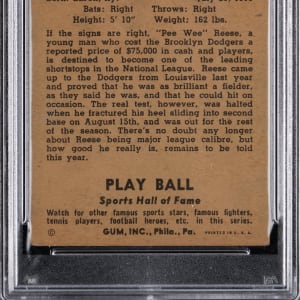 Bats: Right Throws: Right
Height: 5' 10" Weight: 162 lbs.
If the signs are right, "Pee Wee" Reese, a
young man who cost the Brooklyn Dodgers a
reported price of $75,000 in cash and players,
is destined to become one of the leading
shortstops in the National League. Reese came
up to the Dodgers from Louisville last year
and proved that he was as brilliant a fielder,
as they said he was, and that he could hit on
occasion. The test, unfortunately, was halved
when he fractured his heel sliding into second
base on August 15th, and was out for the rest
of the season. There's no doubt any longer
about Reese being major league calibre, but
how good he really is, remains to be told
this year.
PLAY BALL
Sports Hall of Fame
Watch for other famous sports stars, famous fighters,
tennis players, football heroes, etc., in this series.
© GUM, INC., Phila., Pa. PRINTED IN U. S. A.